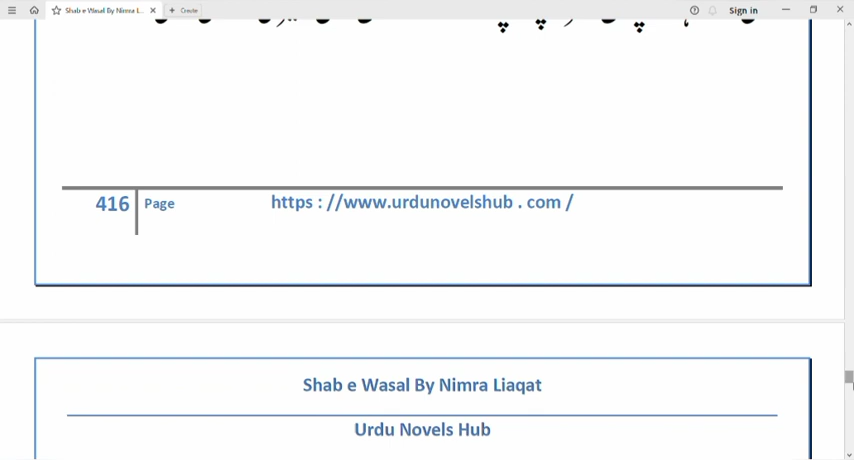 Shab e Wasal By Nimra L...
Create
Sign in
416 Page
https : //www.urdunovelshub . com /
Shab e Wasal By Nimra Liaqat
Urdu Novels Hub